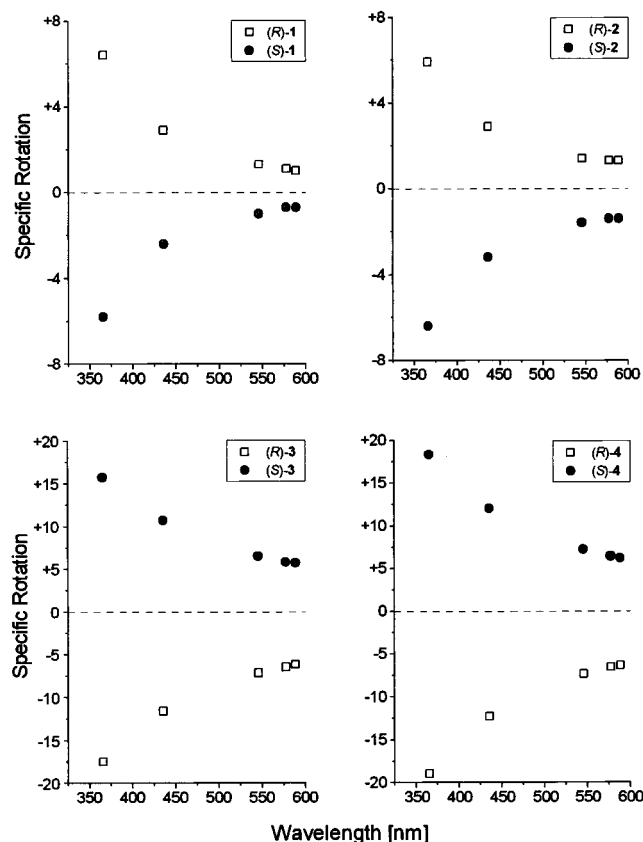 +8
+4
0
-4
-8
350 400 450 500 550 600
Specific Rotation
(R)-1
(S)-1
+8
+4
0
-4
-8
350 400 450 500 550 600
(R)-2
(S)-2
+20
+15
+10
+5
0
-5
-10
-15
-20
350 400 450 500 550 600
Specific Rotation
(R)-3
(S)-3
+20
+15
+10
+5
0
-5
-10
-15
-20
350 400 450 500 550 600
(R)-4
(S)-4
Wavelength [nm]